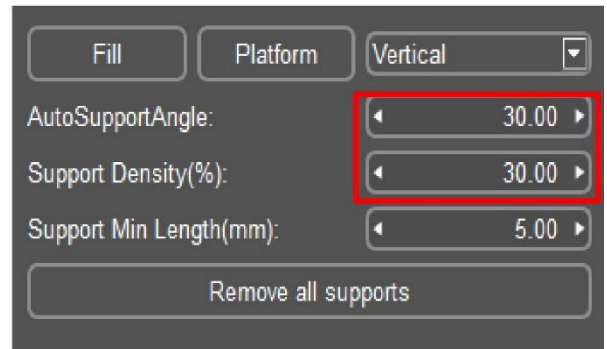 Fill Platform Vertical
AutoSupportAngle: 30.00
Support Density(%): 30.00
Support Min Length(mm): 5.00
Remove all supports